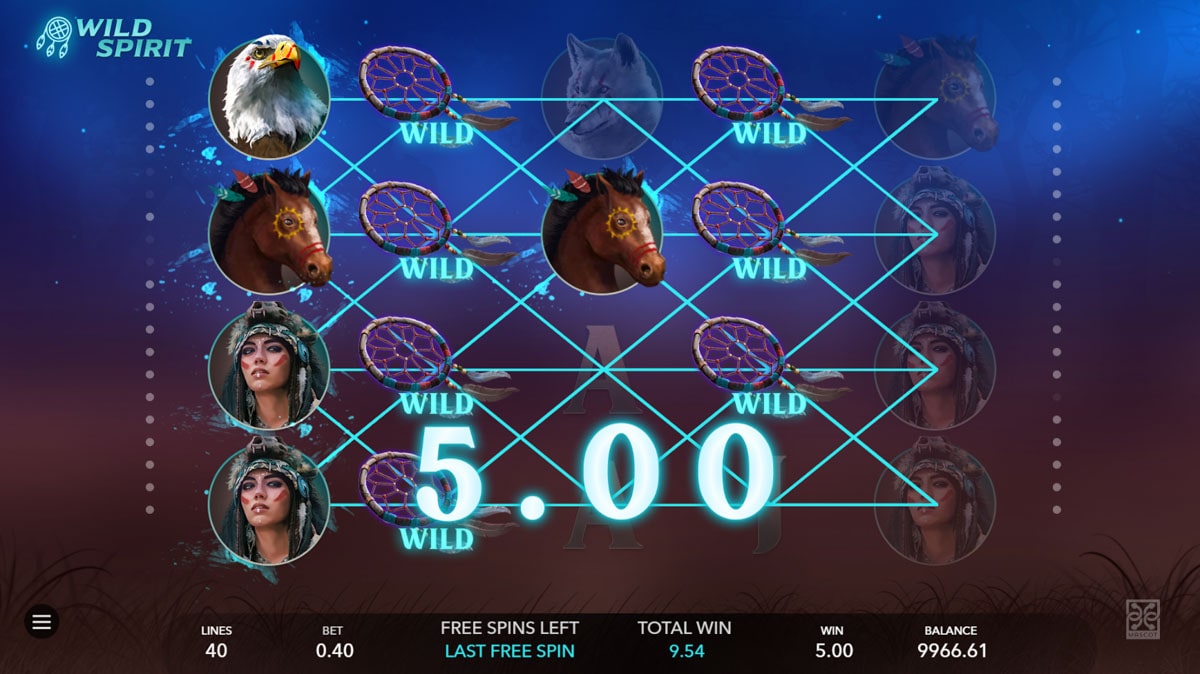 WILD
SPIRIT
WILD WILD
WILD WILD
A
WILD WILD
5.00
A J
WILD
LINES BET FREE SPINS LEFT TOTAL WIN WIN BALANCE
40 0.40 LAST FREE SPIN 9.54 5.00 9966.61
MASCOT